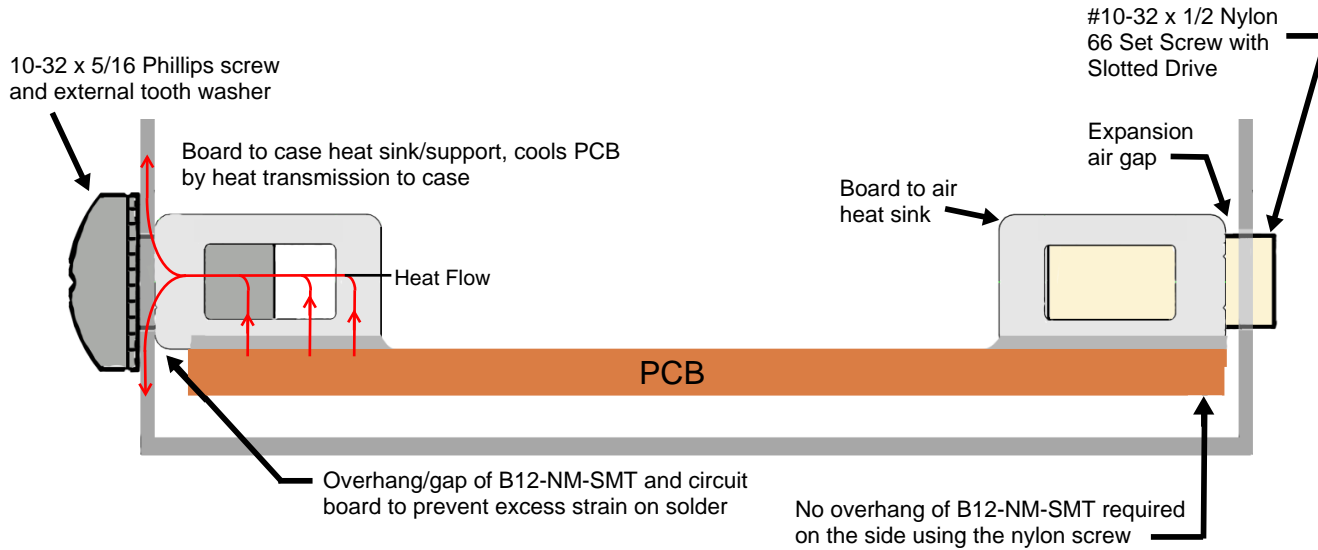 #10-32 x 1/2 Nylon
66 Set Screw with
Slotted Drive
10-32 x 5/16 Phillips screw
and external tooth washer
Expansion
air gap
Board to case heat sink/support, cools PCB
by heat transmission to case
Board to air
heat sink
Heat Flow
PCB
Overhang/gap of B12-NM-SMT and circuit
board to prevent excess strain on solder
No overhang of B12-NM-SMT required
on the side using the nylon screw